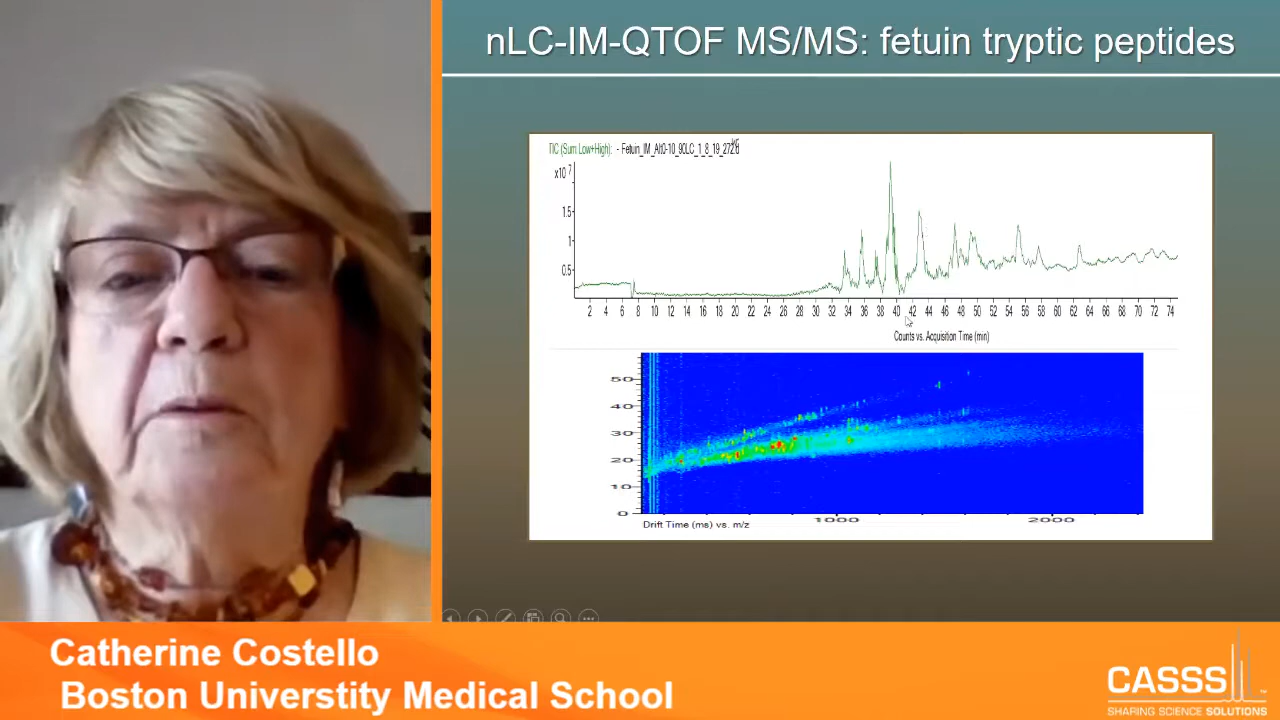 nLC-IM-QTOF MS/MS: fetuin tryptic peptides
TIC (Sum Low+High): - Fetuin_IM_Alt0-10_90LC_1_8_19_272.d
x10 7
1.5
1
0.5
2 4 6 8 10 12 14 16 18 20 22 24 26 28 30 32 34 36 38 40 42 44 46 48 50 52 54 56 58 60 62 64 66 68 70 72 74
Counts vs. Acquisition Time (min)
50
40
30
20
10
0
1000 2000
Drift Time (ms) vs. m/z
Catherine Costello
Boston Universtity Medical School
CASSS
SHARING SCIENCE SOLUTIONS